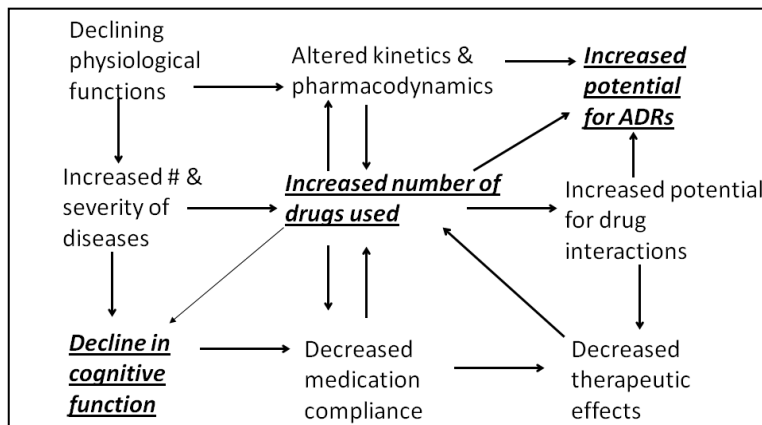 Declining
physiological
functions
Altered kinetics &
pharmacodynamics
Increased
potential
for ADRs
Increased # &
severity of
diseases
Increased number of
drugs used
Increased potential
for drug
interactions
Decline in
cognitive
function
Decreased
medication
compliance
Decreased
therapeutic
effects